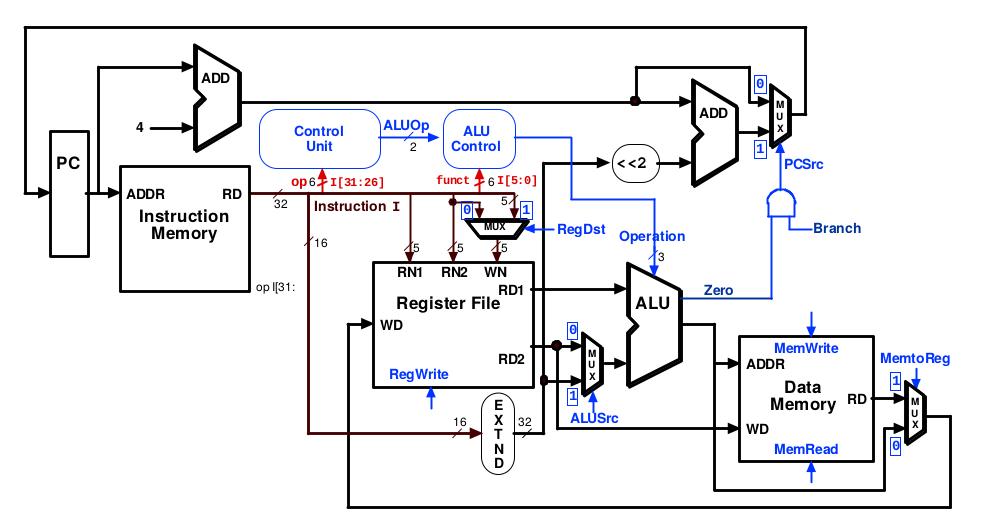 ADD
0
M
U
X
1
PCSrc
ADD
4
PC
Control
Unit
ALUOp
2
ALU
Control
<<2
op 6 I[31:26]
funct 6 I[5:0]
ADDR
RD
32
Instruction
Memory
Instruction I
5
0
MUX
1
RegDst
Branch
16
5
5
5
Operation
3
op I[31:
RN1
RN2
WN
RD1
Register File
WD
RD2
RegWrite
ALU
Zero
0
M
U
X
1
ALUSrc
MemWrite
ADDR
Data
Memory
RD
WD
MemRead
MemtoReg
1
M
U
X
0
16
E
X
T
N
D
32